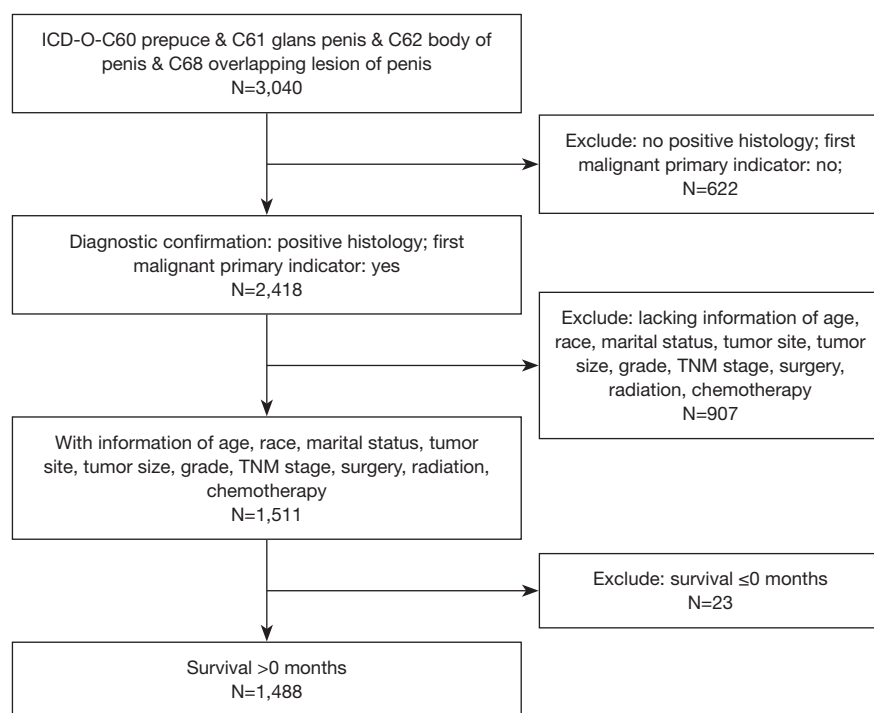 ICD-O-C60 prepuce & C61 glans penis & C62 body of
penis & C68 overlapping lesion of penis
N=3,040
Exclude: no positive histology; first
malignant primary indicator: no;
N=622
Diagnostic confirmation: positive histology; first
malignant primary indicator: yes
N=2,418
Exclude: lacking information of age,
race, marital status, tumor site, tumor
size, grade, TNM stage, surgery,
radiation, chemotherapy
N=907
With information of age, race, marital status, tumor
site, tumor size, grade, TNM stage, surgery, radiation,
chemotherapy
N=1,511
Exclude: survival ≤0 months
N=23
Survival >0 months
N=1,488